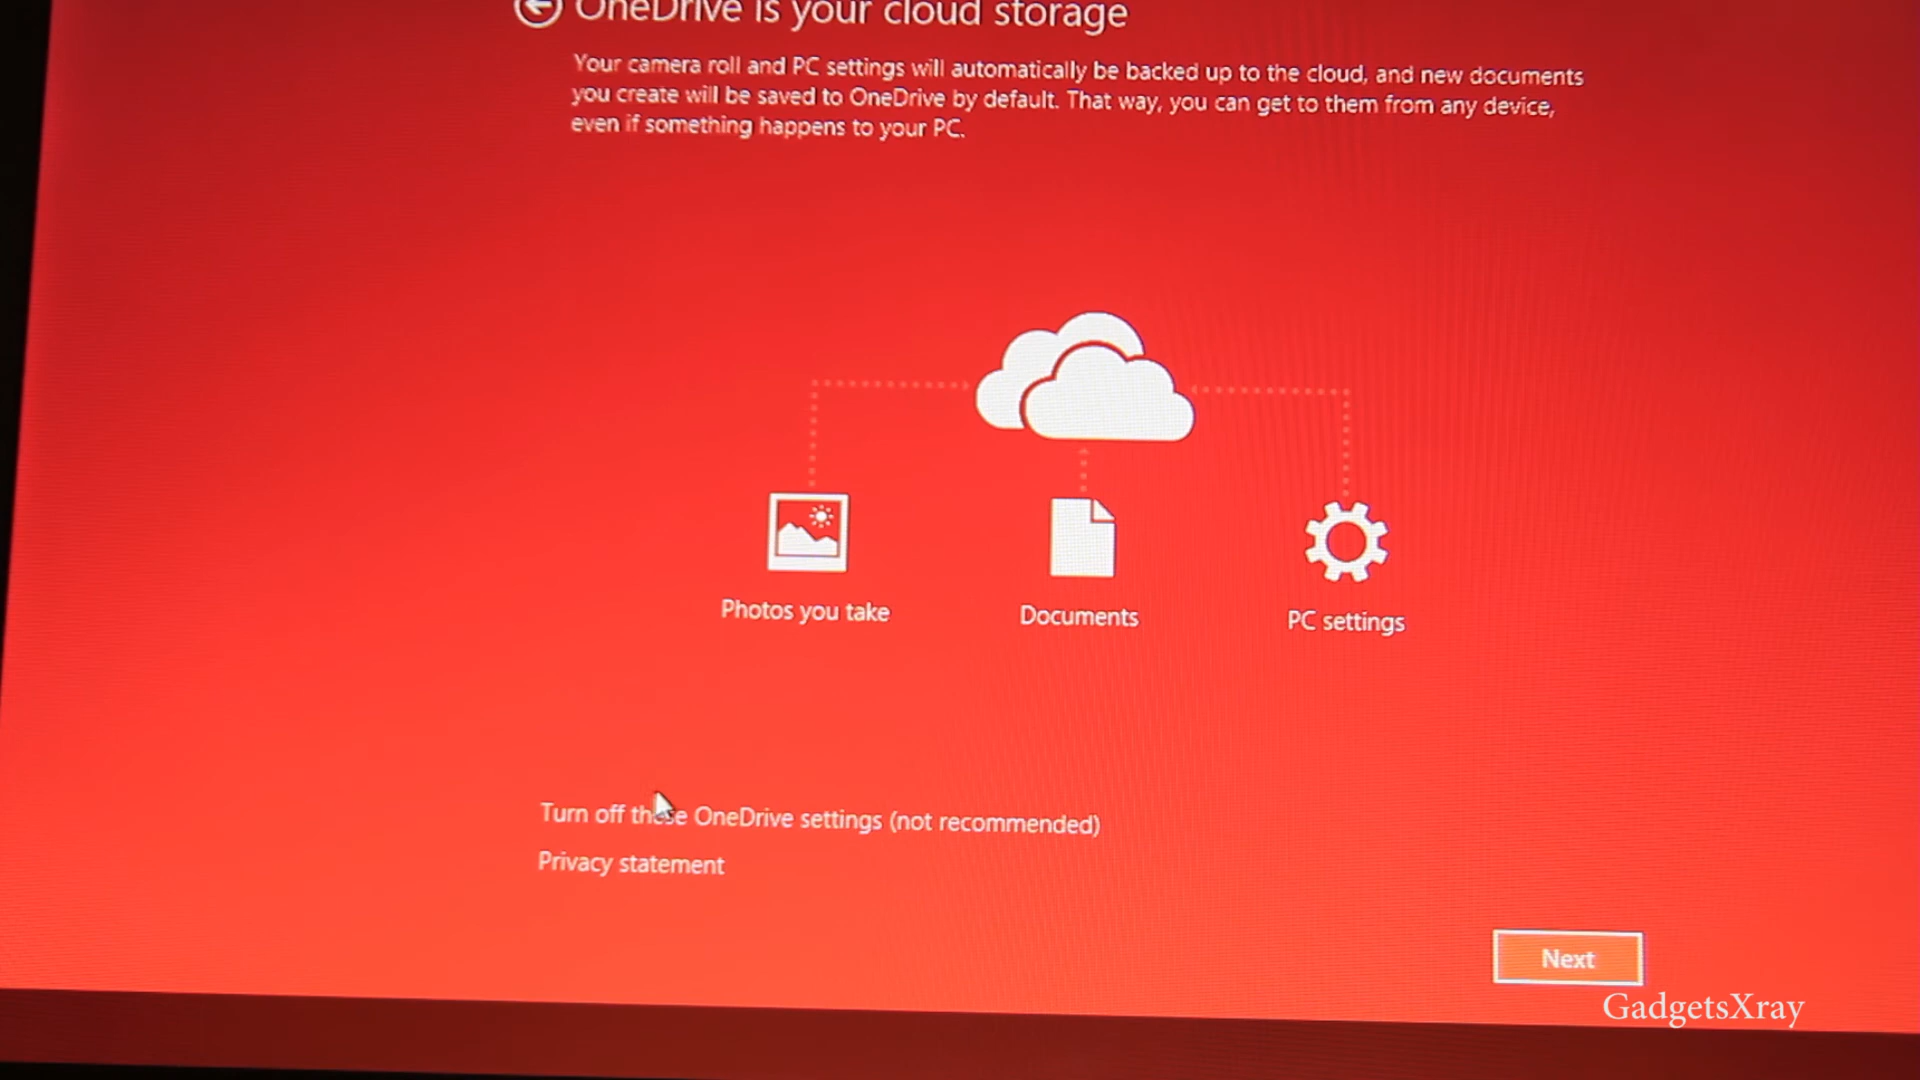 OneDrive is your cloud storage
Your camera roll and PC settings will automatically be backed up to the cloud, and new documents
you create will be saved to OneDrive by default. That way, you can get to them from any device,
even if something happens to your PC.
Photos you take
Documents
PC settings
Turn off these OneDrive settings (not recommended)
Privacy statement
Next
GadgetsXray